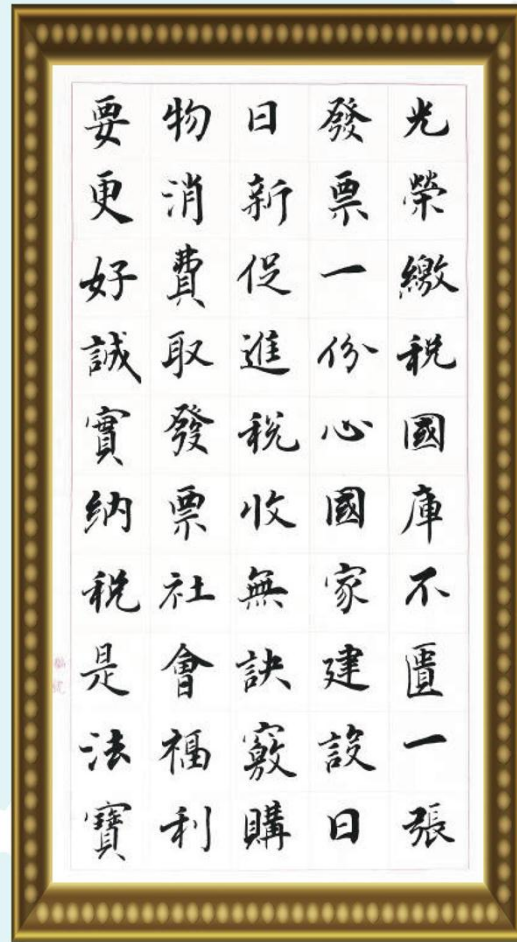 光榮繳稅國庫不匱一張
發票一份心國家建設日
日新促進稅收無訣竅購
物消費取發票社會福利
要更好誠實納稅是法寶